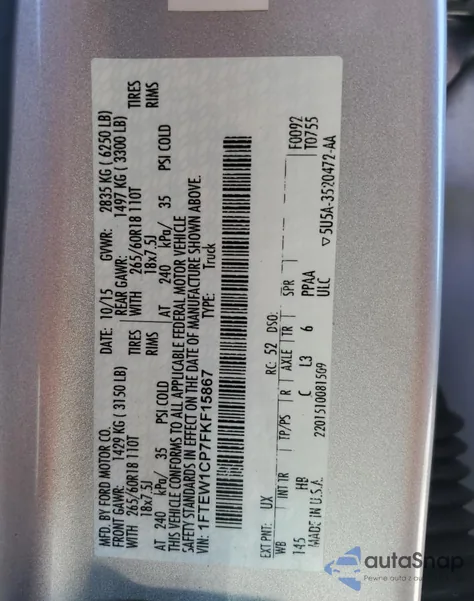 MFD. BY FORD MOTOR CO.
DATE: 10/15 GVWR: 2835 KG ( 6250 LB)
FRONT GAWR: 1429 KG ( 3150 LB) REAR GAWR: 1497 KG ( 3300 LB)
WITH 265/60R18 110T TIRES WITH 265/60R18 110T TIRES
18x7.5J RIMS 18x7.5J RIMS
AT 240 kPa/ 35 PSI COLD AT 240 kPa/ 35 PSI COLD
THIS VEHICLE CONFORMS TO ALL APPLICABLE FEDERAL MOTOR VEHICLE
SAFETY STANDARDS IN EFFECT ON THE DATE OF MANUFACTURE SHOWN ABOVE.
VIN: 1FTEW1CP7FKF15867 TYPE: Truck
EXT PNT: UX RC: 52 DSO: F0092
T0755
WB INT TR TP/PS R AXLE TR SPR
145 HB C L3 6 PPAA
ULC
MADE IN U.S.A. 2201510081509
▽5U5A-3520472-AA
autoSnap
Pewne auta z